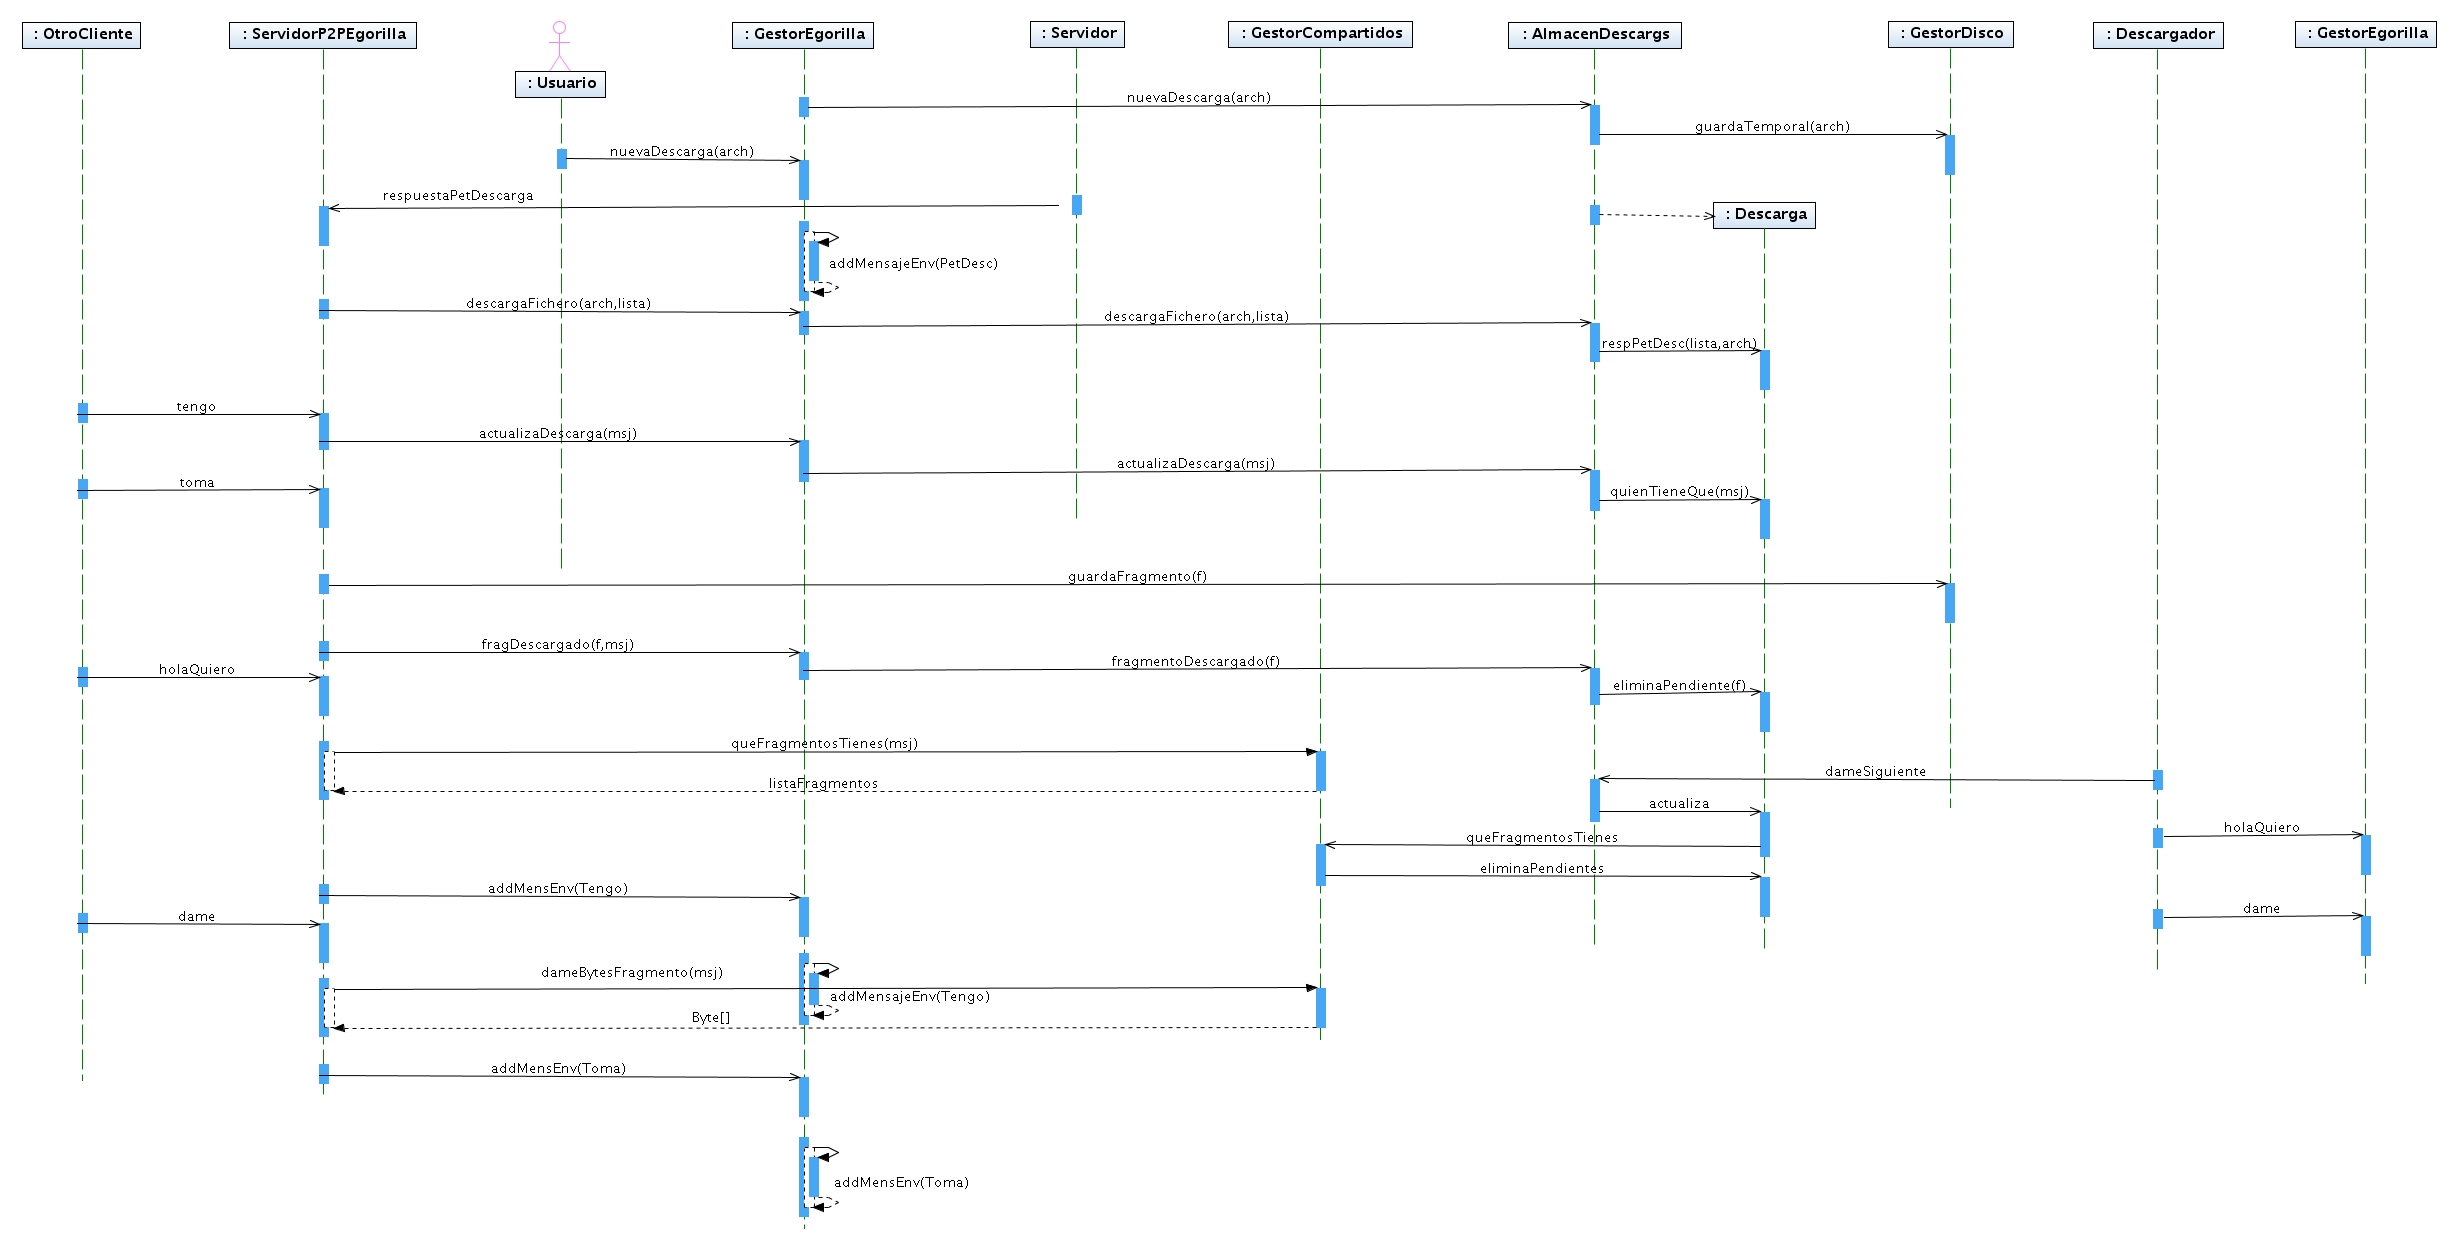 : OtroCliente
: ServidorP2PEgorilla
: Usuario
: GestorEgorilla
: Servidor
: GestorCompartidos
: AlmacenDescargs
: GestorDisco
: Descargador
: GestorEgorilla
nuevaDescarga(arch)
guardaTemporal(arch)
nuevaDescarga(arch)
respuestaPetDescarga
: Descarga
addMensajeEnv(PetDesc)
descargaFichero(arch,lista)
descargaFichero(arch,lista)
respPetDesc(lista,arch)
tengo
actualizaDescarga(msj)
actualizaDescarga(msj)
toma
quienTieneQue(msj)
guardaFragmento(f)
fragDescargado(f,msj)
fragmentoDescargado(f)
holaQuiero
eliminaPendiente(f)
queFragmentosTienes(msj)
dameSiguiente
listaFragmentos
actualiza
holaQuiero
queFragmentosTienes
eliminaPendientes
addMensEnv(Tengo)
dame
dame
dameBytesFragmento(msj)
addMensajeEnv(Tengo)
Byte[]
addMensEnv(Toma)
addMensEnv(Toma)